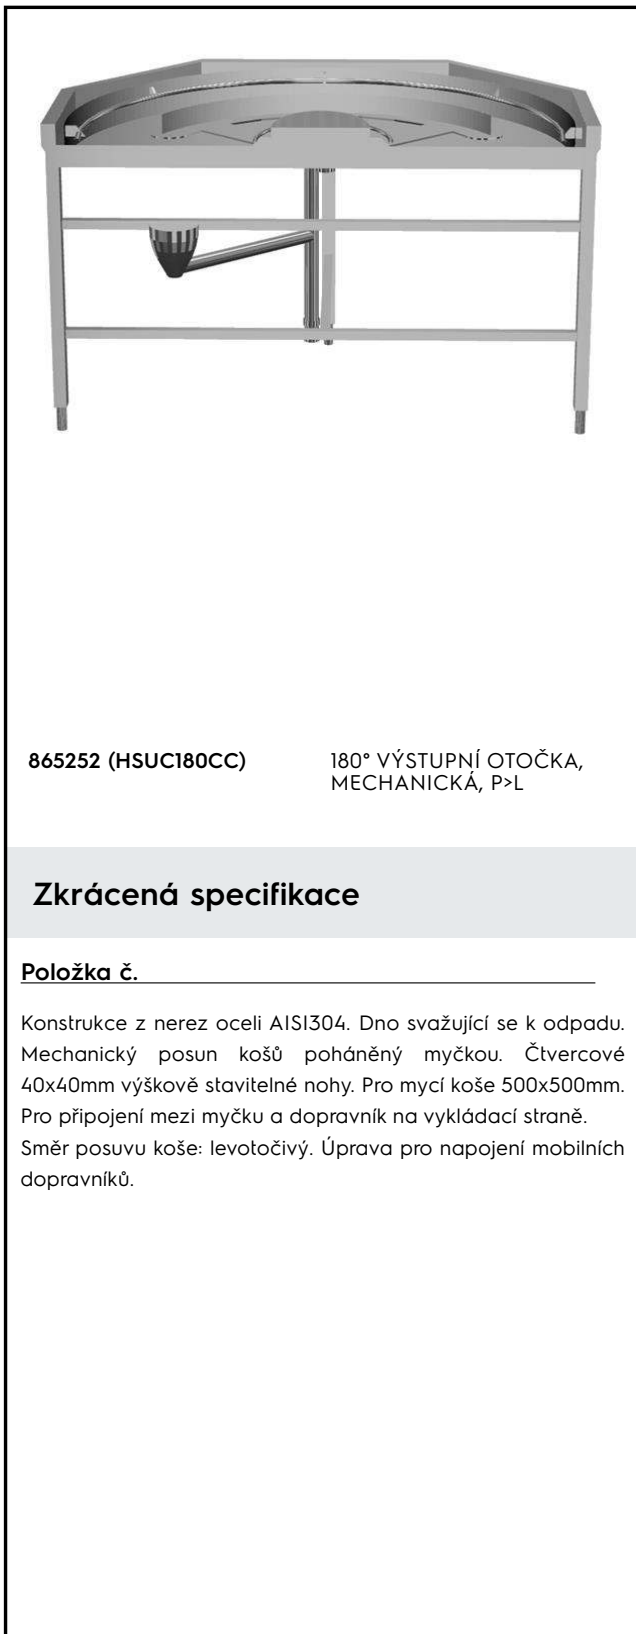 865252 (HSUC180CC)
180° VÝSTUPNÍ OTOČKA,
MECHANICKÁ, P>L
Zkrácená specifikace
Položka č.
Konstrukce z nerez oceli AISI304. Dno svažující se k odpadu.
Mechanický posun košů poháněný myčkou. Čtvercové
40x40mm výškově stavitelné nohy. Pro mycí koše 500x500mm.
Pro připojení mezi myčku a dopravník na vykládací straně.
Směr posuvu koše: levotočivý. Úprava pro napojení mobilních
dopravníků.